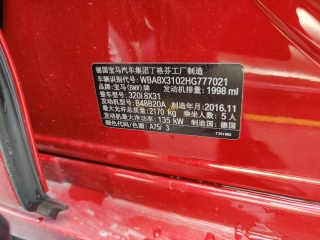 德国宝马汽车集团丁格芬工厂制造
车辆识别代号: WBA8X3102HG777021
品牌:宝马(BMW)牌 发动机排量: 1998 ml
型号: 320i(8X31)
发动机型号: B48B20A 制造年月: 2016.11
最大允许总质量: 2170 kg 乘坐人数: 5 人
发动机最大净功率: 135 kW 制造国: 德国
颜色代码/色调: A75/ 3